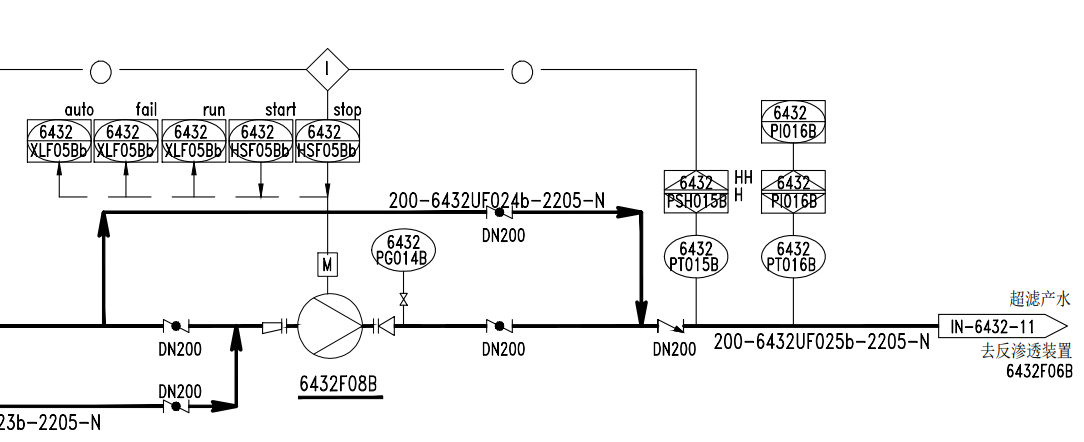 I
auto
fail
run
start
stop
6432
XLF05Bb
6432
XLF05Bb
6432
XLF05Bb
6432
HSF05Bb
6432
HSF05Bb
6432
PI016B
6432
PSH015B
HH
H
6432
PI016B
200-6432UF024b-2205-N
DN200
6432
PG014B
6432
PT015B
6432
PT016B
M
超滤产水
IN-6432-11
去反渗透装置
6432F06B
DN200
DN200
DN200
200-6432UF025b-2205-N
6432F08B
DN200
23b-2205-N